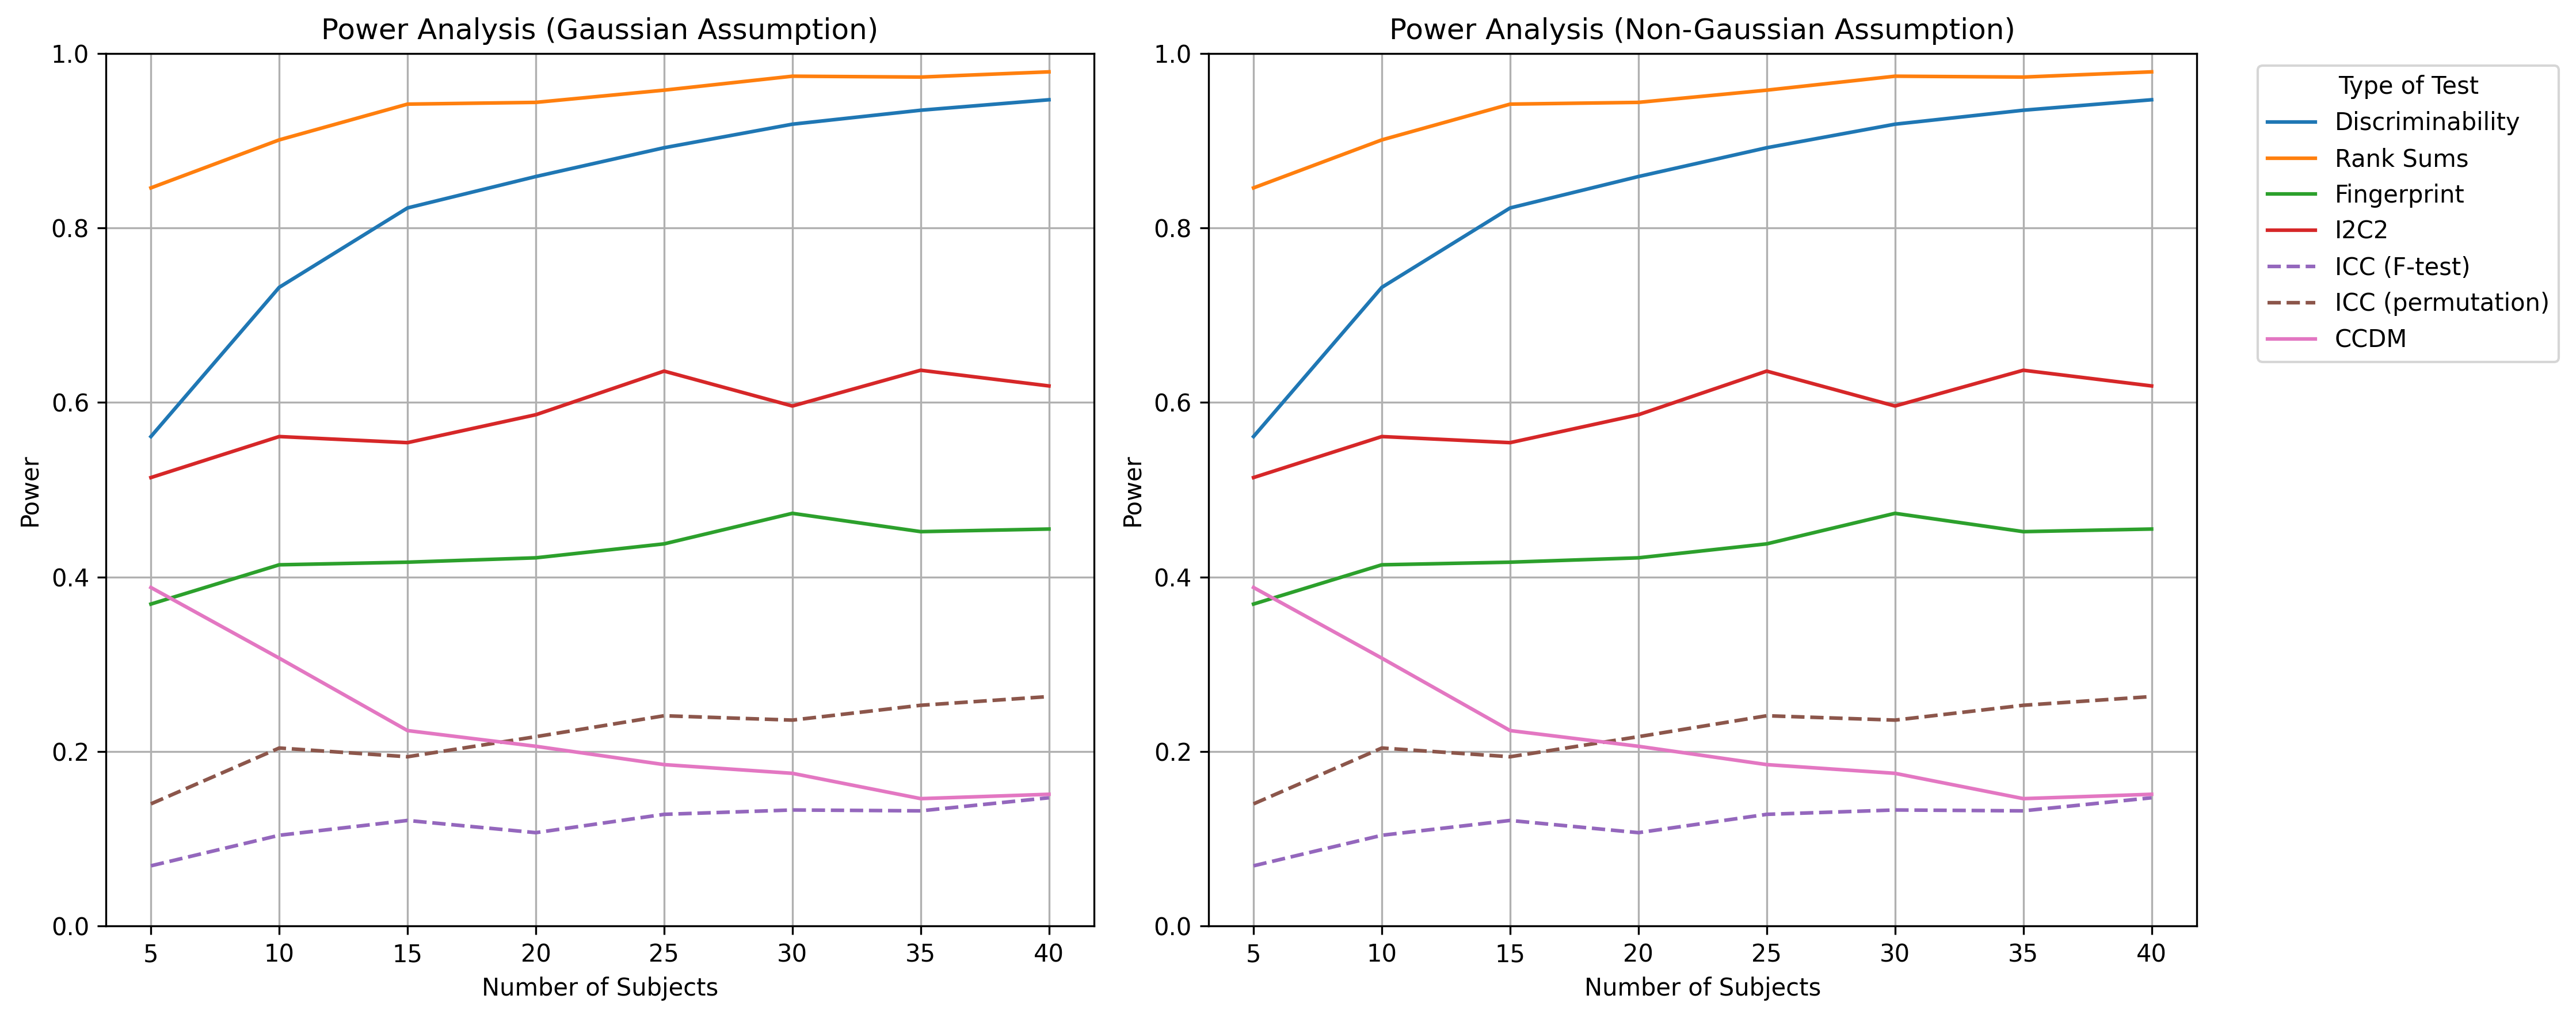 Power Analysis (Gaussian Assumption)
1.0
0.8
0.6
0.4
0.2
0.0
Power
5 10 15 20 25 30 35 40
Number of Subjects
Power Analysis (Non-Gaussian Assumption)
1.0
0.8
0.6
0.4
0.2
0.0
Power
5 10 15 20 25 30 35 40
Number of Subjects
Type of Test
Discriminability
Rank Sums
Fingerprint
I2C2
ICC (F-test)
ICC (permutation)
CCDM